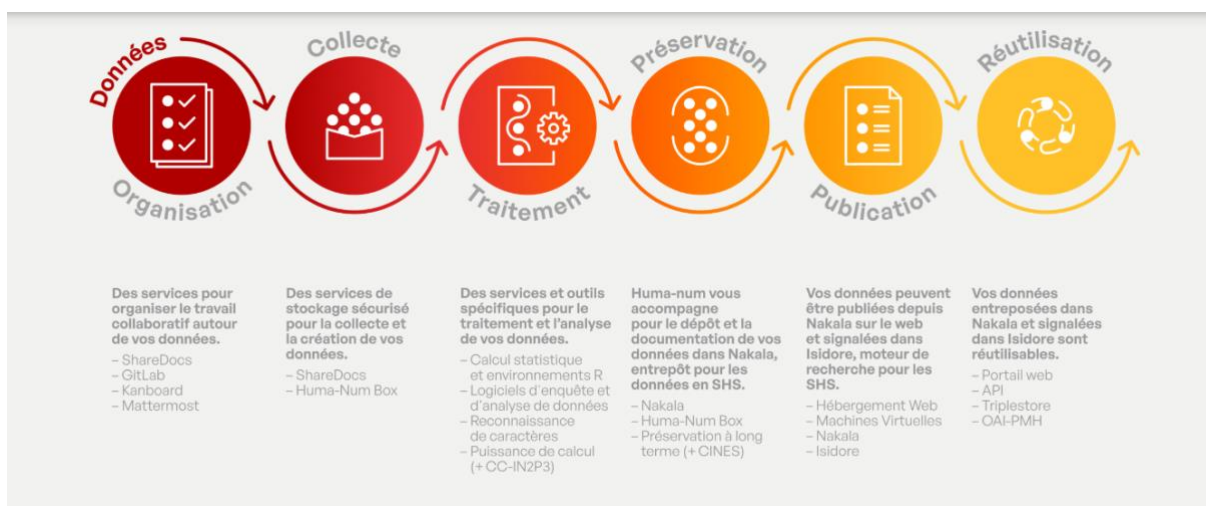 Données
Organisation
Collecte
Traitement
Préservation
Publication
Réutilisation
Des services pour
organiser le travail
collaboratif autour
de vos données.
– ShareDocs
– GitLab
– Kanboard
– Mattermost
Des services de
stockage sécurisé
pour la collecte et
la création de vos
données.
– ShareDocs
– Huma-Num Box
Des services et outils
spécifiques pour le
traitement et l'analyse
de vos données.
– Calcul statistique
et environnements R
– Logiciels d'enquête et
d'analyse de données
– Reconnaissance
de caractères
– Puissance de calcul
(+ CC-IN2P3)
Huma-num vous
accompagne
pour le dépôt et la
documentation de vos
données dans Nakala,
entrepôt pour les
données en SHS.
– Nakala
– Huma-Num Box
– Préservation à long
terme (+ CINES)
Vos données peuvent
être publiées depuis
Nakala sur le web
et signalées dans
Isidore, moteur de
recherche pour les
SHS.
– Hébergement Web
– Machines Virtuelles
– Nakala
– Isidore
Vos données
entreposées dans
Nakala et signalées
dans Isidore sont
réutilisables.
– Portail web
– API
– Triplestore
– OAI-PMH